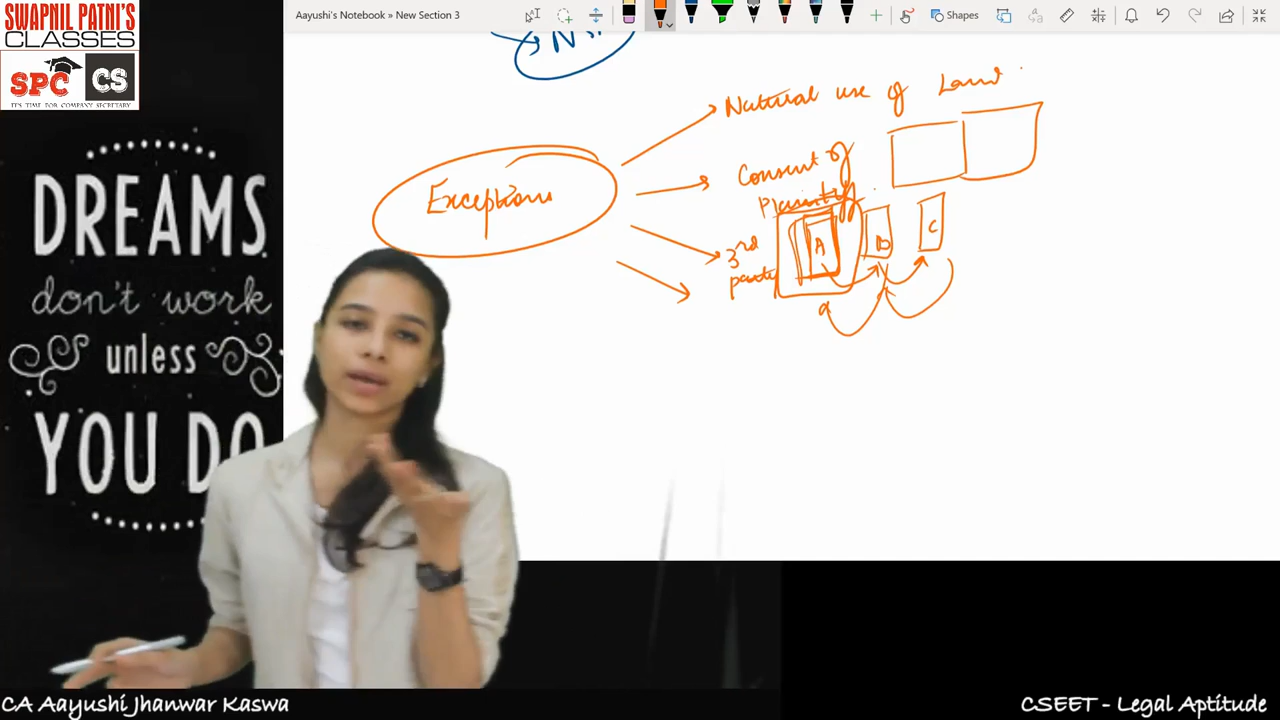 SWAPNIL PATNI'S
CLASSES
SPC CS
IT'S TIME FOR COMPANY SECRETARY
Aayushi's Notebook » New Section 3
Shapes
DREAMS
don't work
unless
YOU DO
Natural use of Land
Exceptions
Consent of
Plaintiff
3rd
party
A B C
CA Aayushi Jhanwar Kaswa
CSEET - Legal Aptitude